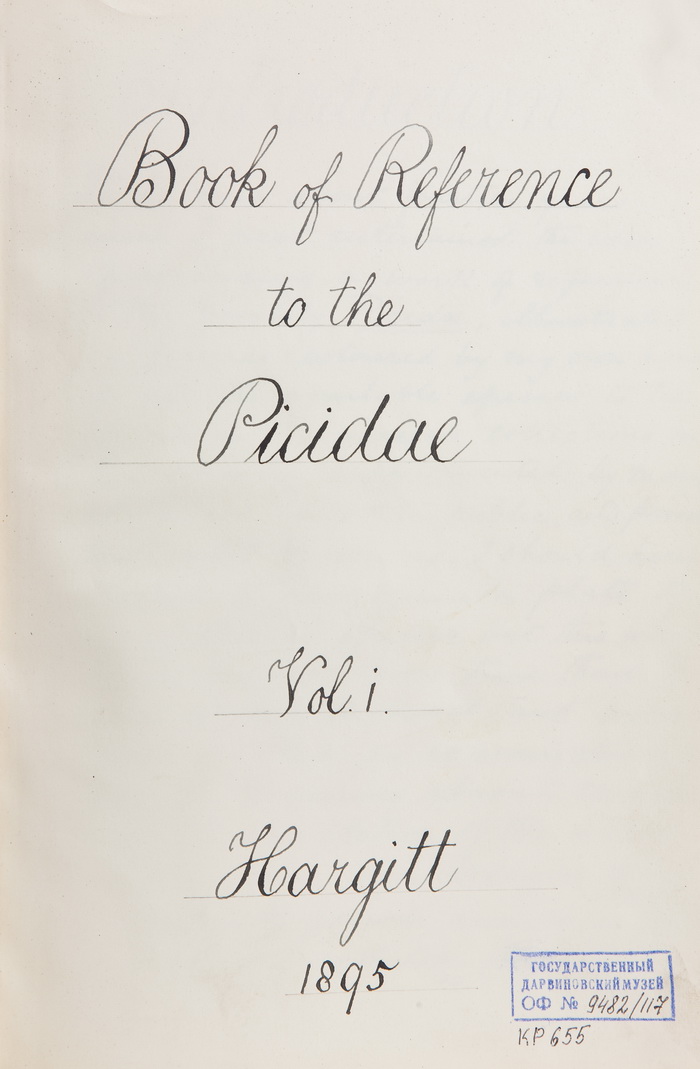 Book of Reference
to the
Picidae
Vol. i.
Hargitt
1895
ГОСУДАРСТВЕННЫЙ
ДАРВИНОВСКИЙ МУЗЕЙ
ОФ № 9482/117
КР 655